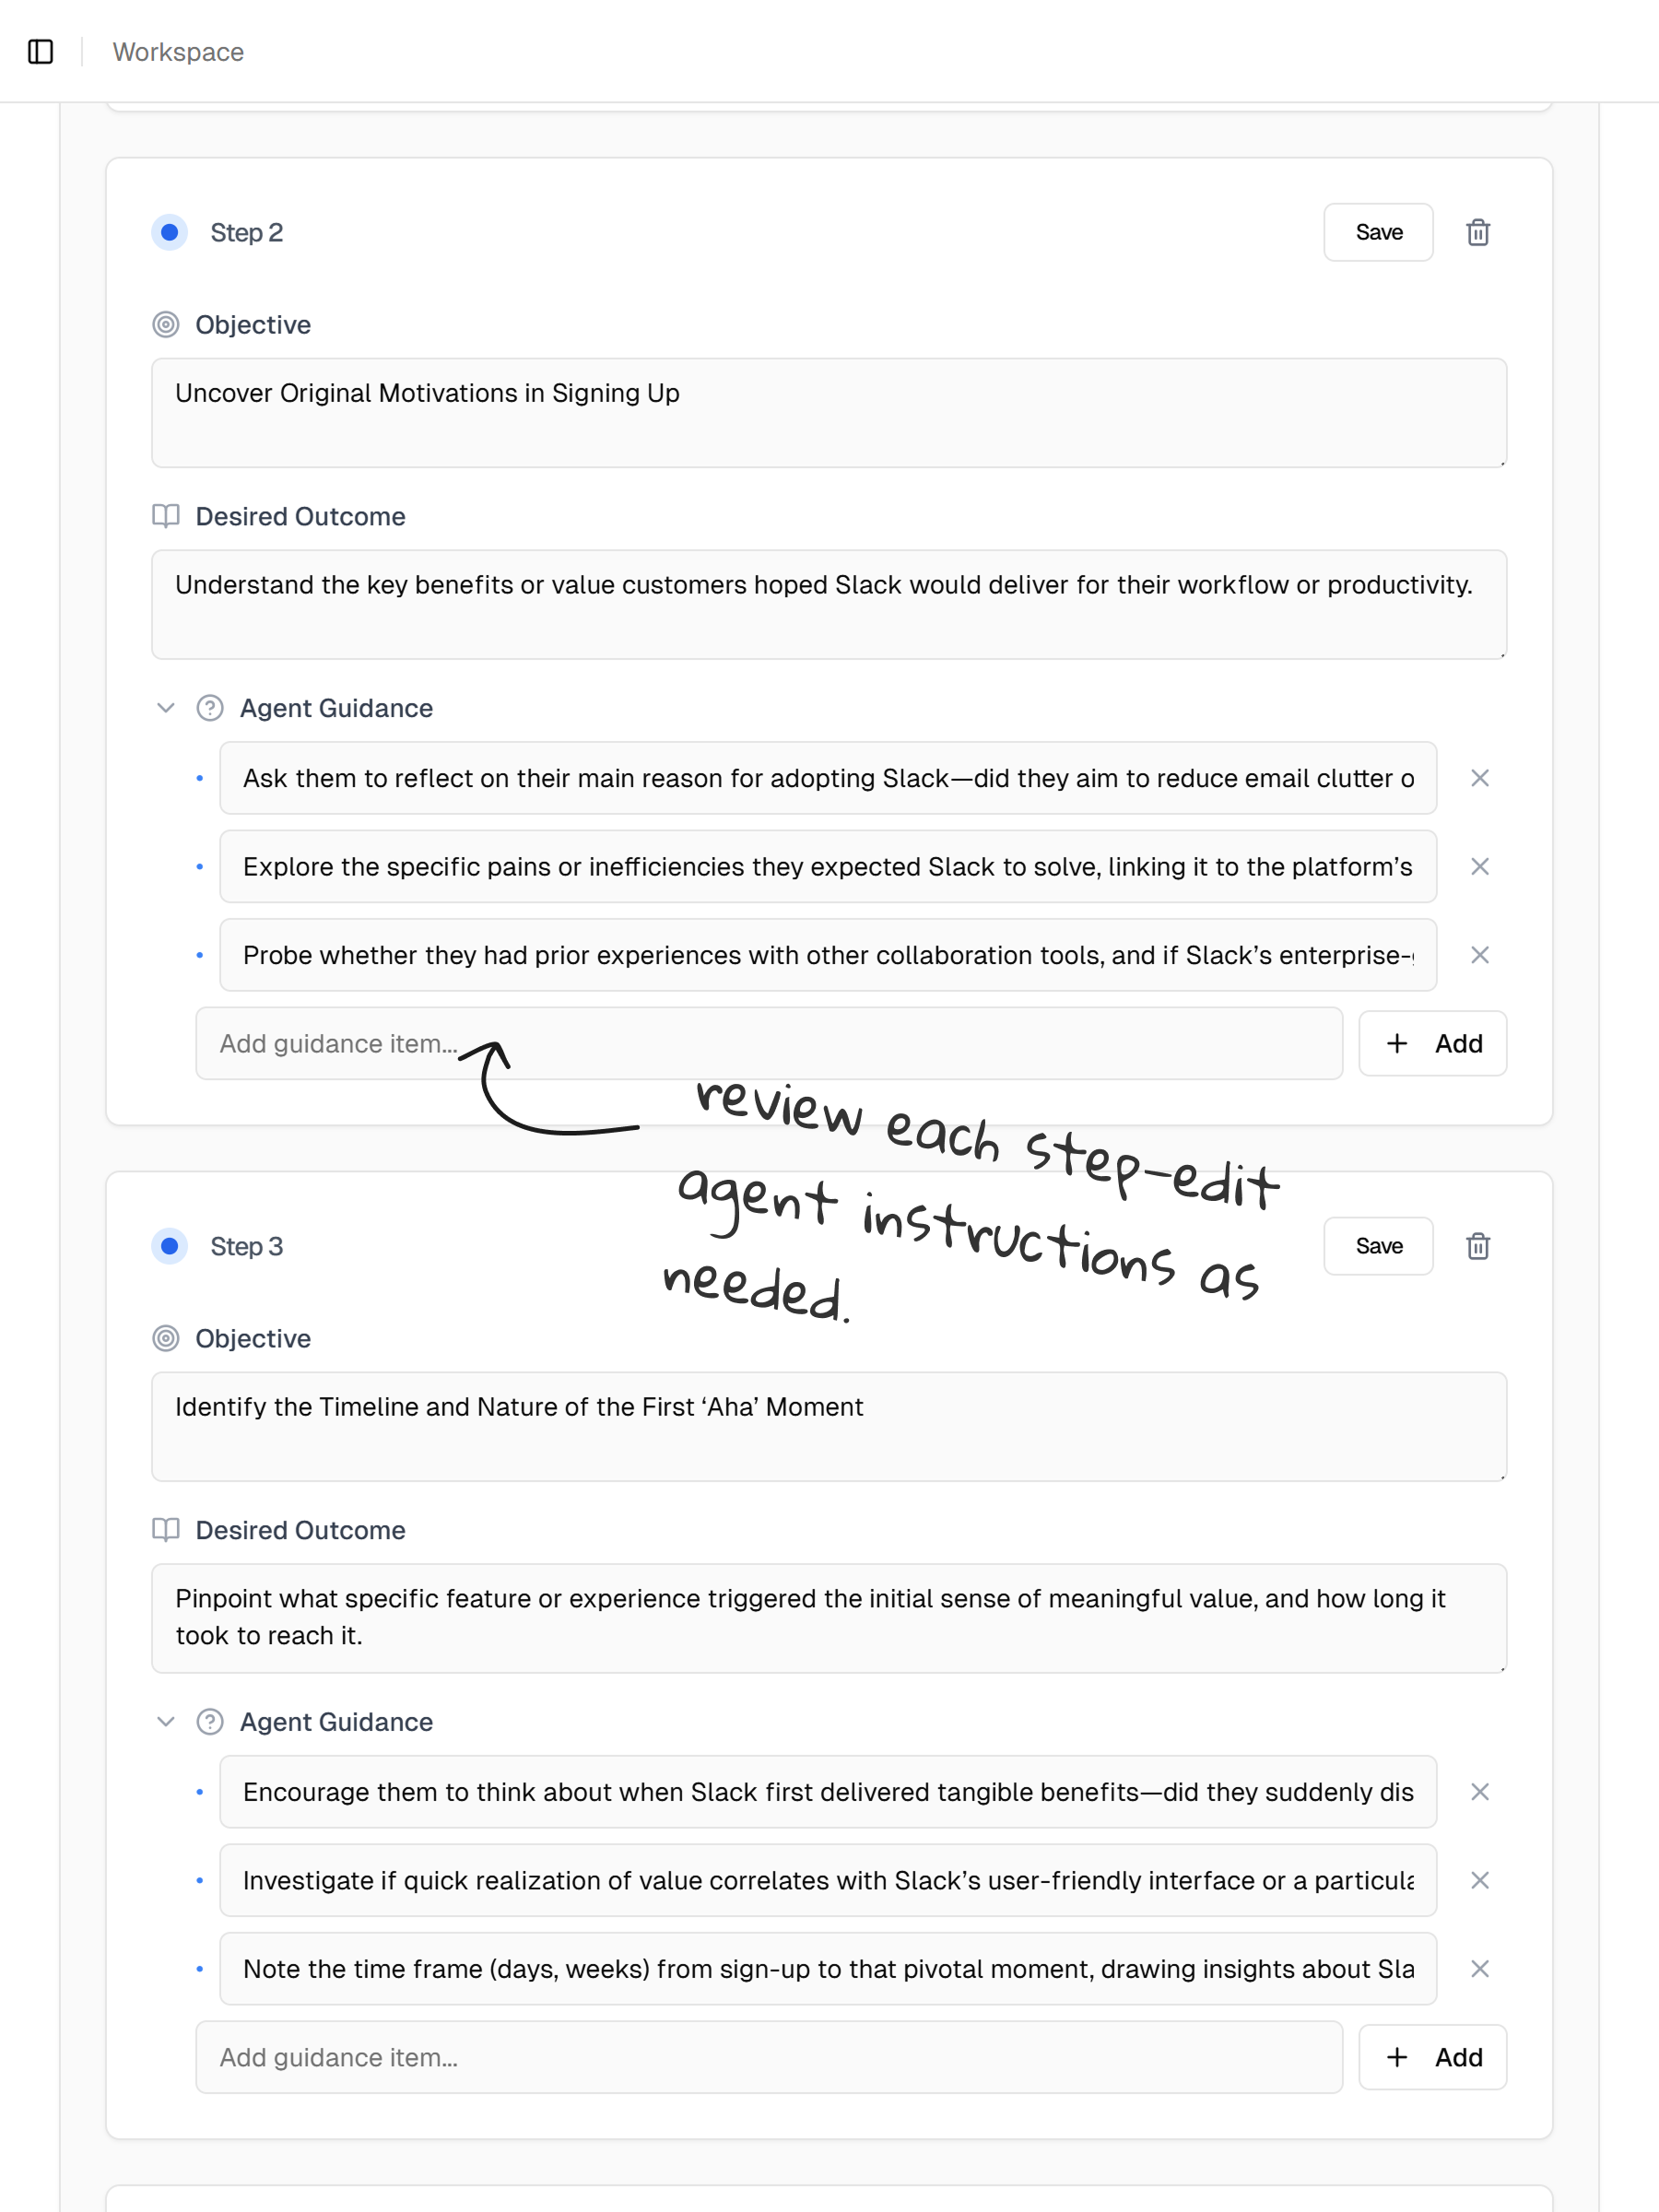 Workspace
Step 2
Save
Objective
Uncover Original Motivations in Signing Up
Desired Outcome
Understand the key benefits or value customers hoped Slack would deliver for their workflow or productivity.
Agent Guidance
Ask them to reflect on their main reason for adopting Slack—did they aim to reduce email clutter o
Explore the specific pains or inefficiencies they expected Slack to solve, linking it to the platform’s
Probe whether they had prior experiences with other collaboration tools, and if Slack’s enterprise-
Add guidance item...
Add
review each step-edit
agent instructions as
needed.
Step 3
Save
Objective
Identify the Timeline and Nature of the First ‘Aha’ Moment
Desired Outcome
Pinpoint what specific feature or experience triggered the initial sense of meaningful value, and how long it
took to reach it.
Agent Guidance
Encourage them to think about when Slack first delivered tangible benefits—did they suddenly dis
Investigate if quick realization of value correlates with Slack’s user-friendly interface or a particula
Note the time frame (days, weeks) from sign-up to that pivotal moment, drawing insights about Sla
Add guidance item...
Add